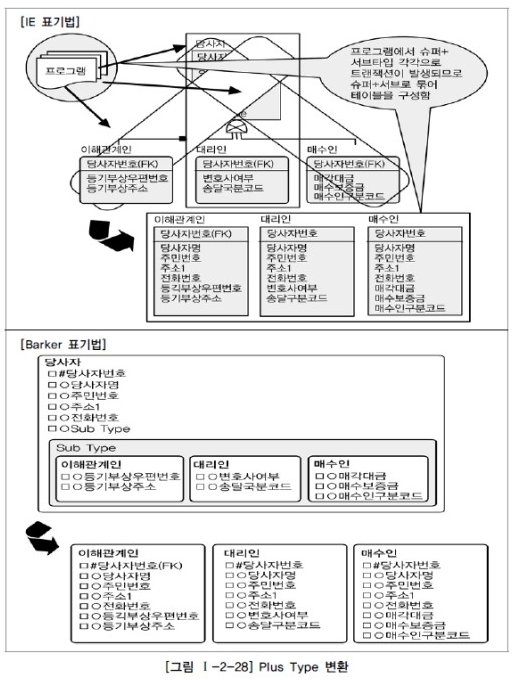 [IE 표기법]
당사자
프로그램
프로그램에서 슈퍼+
서브타입 각각으로
트랜잭션이 발생되므로
슈퍼+서브로 묶어
테이블을 구성함
이해관계인
당사자번호(FK)
등기부상우편번호
등기부상주소
대리인
당사자번호(FK)
변호사여부
송달국분코드
매수인
당사자번호(FK)
매각대금
매수보증금
매수인구분코드
이해관계인
당사자번호(FK)
당사자명
주민번호
주소1
전화번호
등긱부상우편번호
등기부상주소
대리인
당사자번호
당사자명
주민번호
주소1
전화번호
변호사여부
송달구분코드
매수인
당사자번호
당사자명
주민번호
주소1
전화번호
매각대금
매수보증금
매수인구분코드
[Barker 표기법]
당사자
□#당사자번호
□○당사자명
□○주민번호
□○주소1
□○전화번호
□○Sub Type
Sub Type
이해관계인
□○등기부상우편번호
□○등기부상주소
대리인
□○변호사여부
□○송달국분코드
매수인
□○매각대금
□○매수보증금
□○매수인구분코드
이해관계인
□#당사자번호(FK)
□○당사자명
□○주민번호
□○주소1
□○전화번호
□○등긱부상우편번호
□○등기부상주소
대리인
□#당사자번호
□○당사자명
□○주민번호
□○주소1
□○전화번호
□○변호사여부
□○송달구분코드
매수인
□#당사자번호
□○당사자명
□○주민번호
□○주소1
□○전화번호
□○매각대금
□○매수보증금
□○매수인구분코드
[그림 Ⅰ-2-28] Plus Type 변환